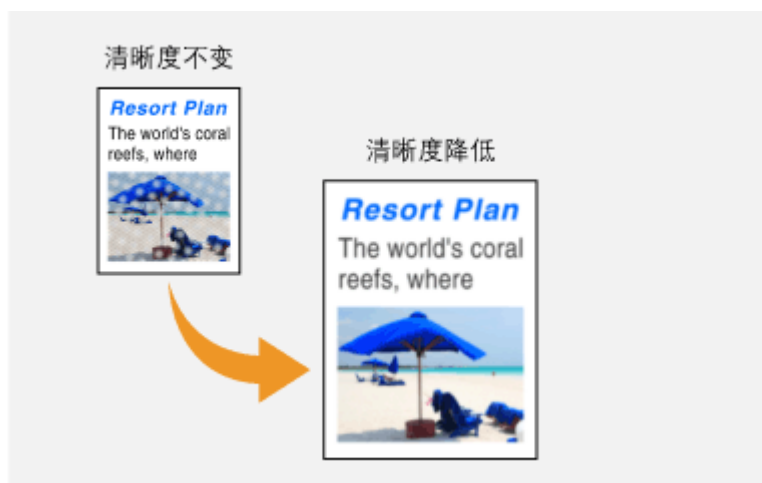 清晰度不变
Resort Plan
The world's coral
reefs, where
清晰度降低
Resort Plan
The world's coral
reefs, where